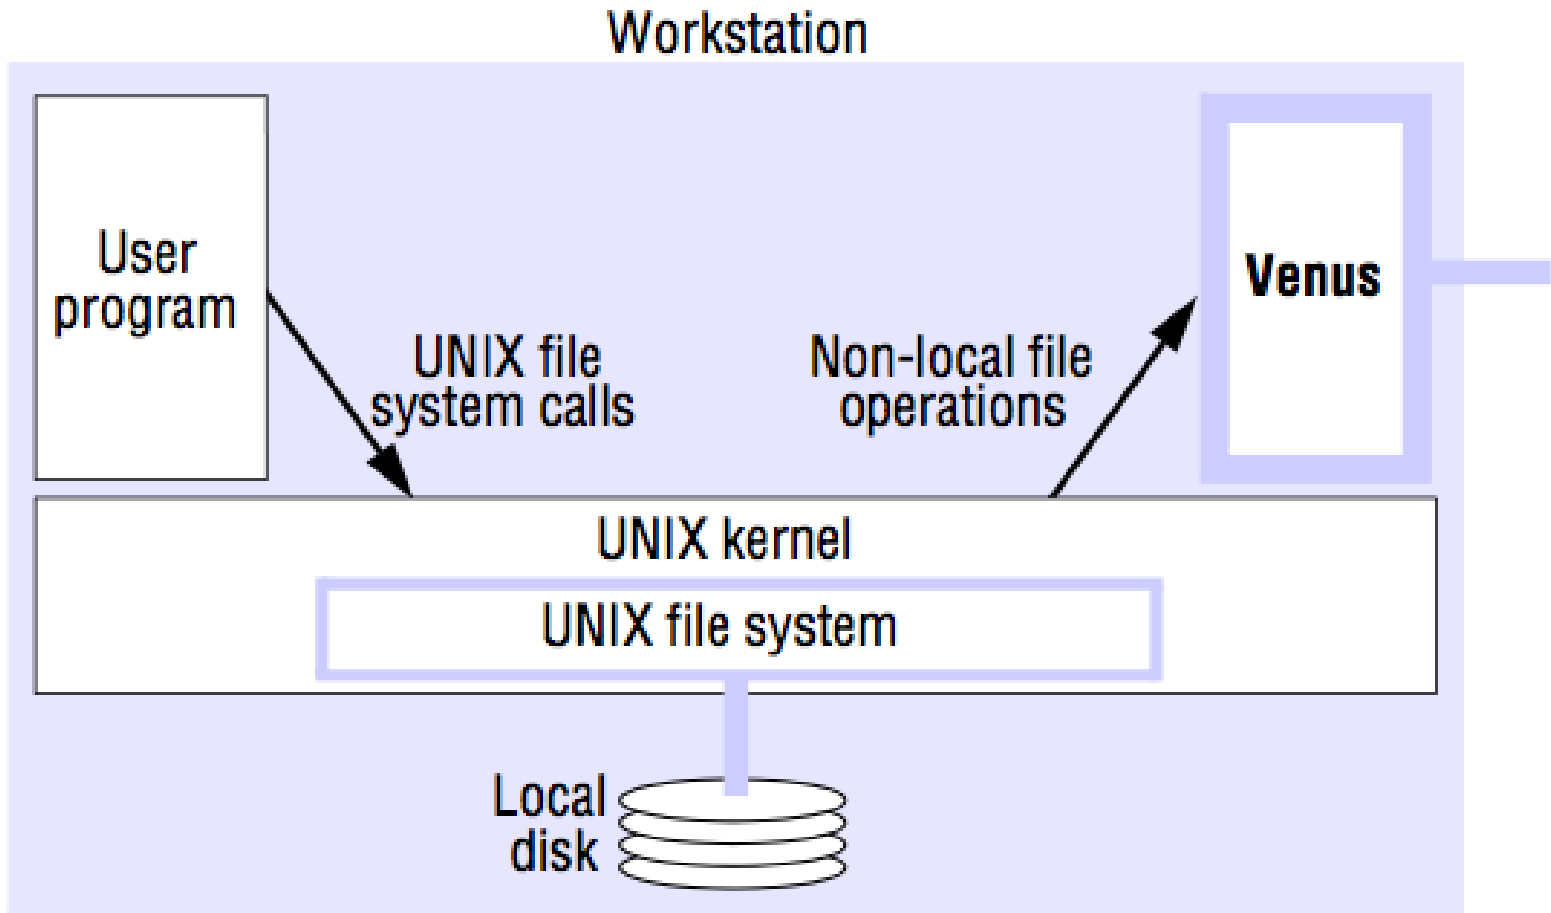 Workstation
User
program
UNIX file
system calls
Non-local file
operations
Venus
UNIX kernel
UNIX file system
Local
disk